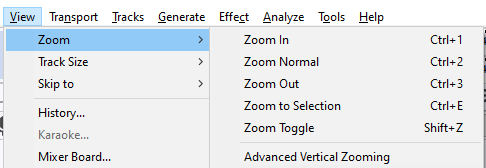 View Transport Tracks Generate Effect Analyze Tools Help
Zoom
Track Size
Skip to
History...
Karaoke...
Mixer Board...
Zoom In Ctrl+1
Zoom Normal Ctrl+2
Zoom Out Ctrl+3
Zoom to Selection Ctrl+E
Zoom Toggle Shift+Z
Advanced Vertical Zooming